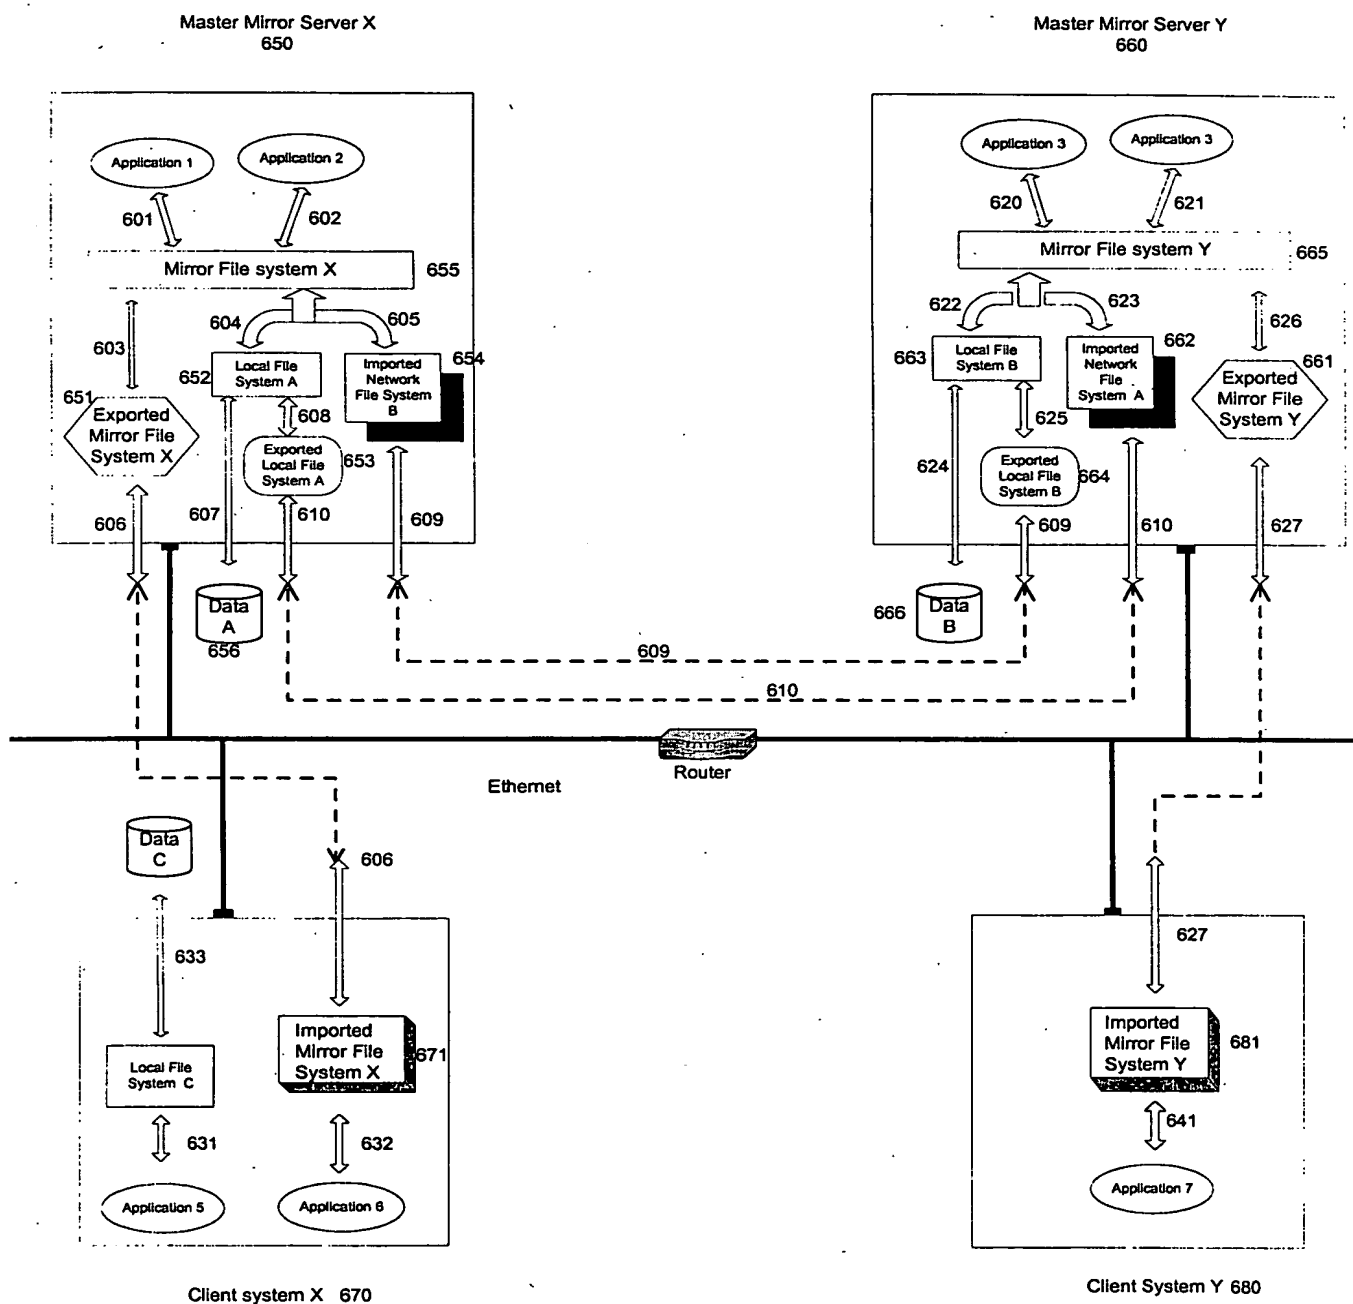 Master Mirror Server X
650
Master Mirror Server Y
660
Application 1
Application 2
601
602
Mirror File system X
655
604
605
603
654
652
Local File
System A
Imported
Network
File System
B
651
Exported
Mirror File
System X
608
653
Exported
Local File
System A
606
607
610
609
Data
A
656
Application 3
Application 3
620
621
Mirror File system Y
665
622
623
626
663
Local File
System B
662
Imported
Network
File
System A
661
Exported
Mirror File
System Y
625
624
Exported
Local File
System B
664
609
610
627
666
Data
B
609
610
Router
Ethernet
Data
C
606
633
627
Imported
Mirror File
System X
671
Local File
System C
631
632
Application 5
Application 6
Imported
Mirror File
System Y
681
641
Application 7
Client system X 670
Client System Y 680